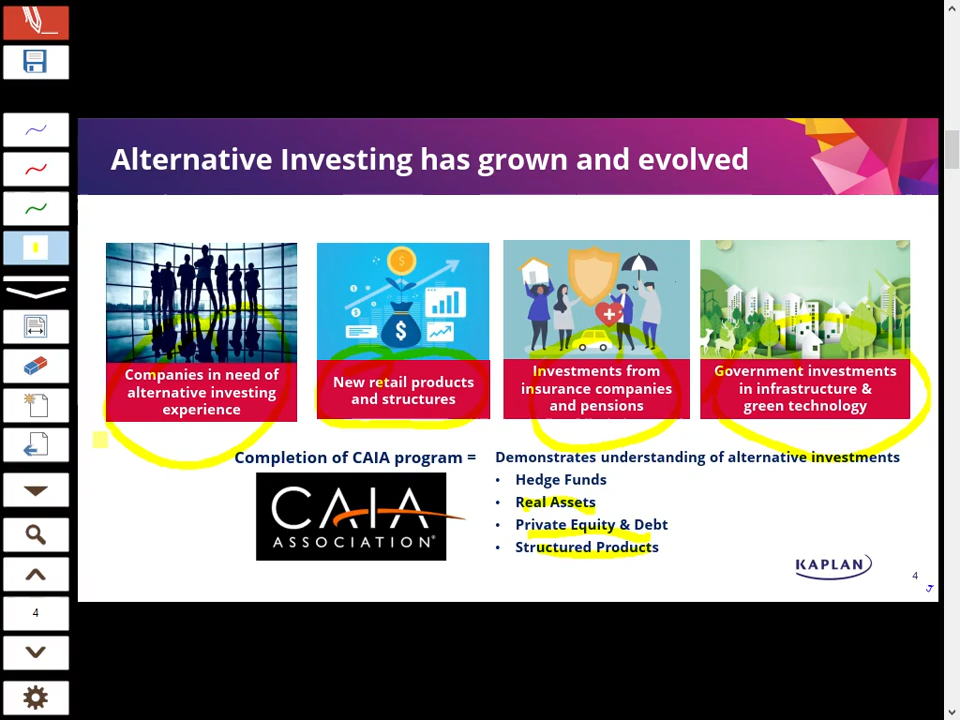 Alternative Investing has grown and evolved
Companies in need of
alternative investing
experience
New retail products
and structures
Investments from
insurance companies
and pensions
Government investments
in infrastructure &
green technology
Completion of CAIA program =
CAIA
ASSOCIATION®
Demonstrates understanding of alternative investments
• Hedge Funds
• Real Assets
• Private Equity & Debt
• Structured Products
KAPLAN
4
4